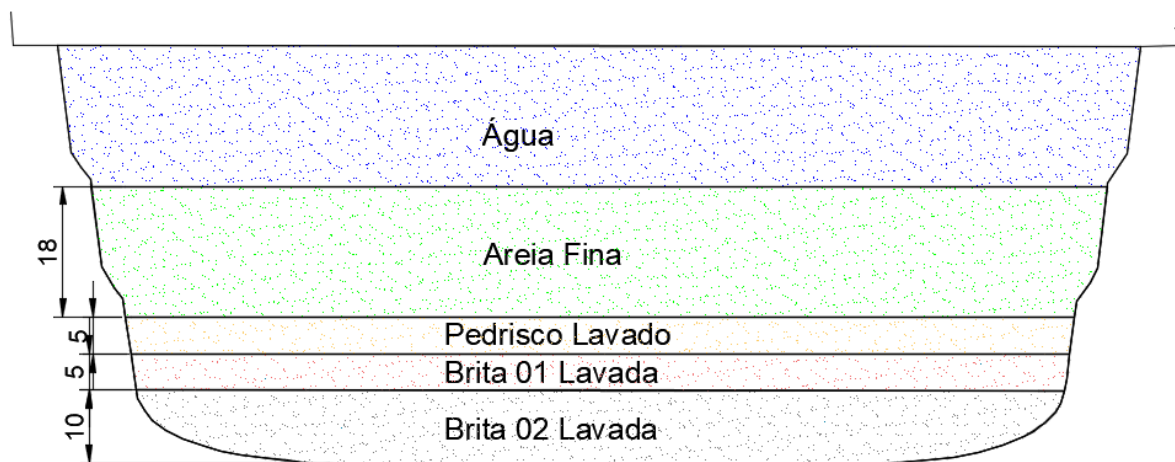 Água
18
Areia Fina
5
Pedrisco Lavado
5
Brita 01 Lavada
10
Brita 02 Lavada